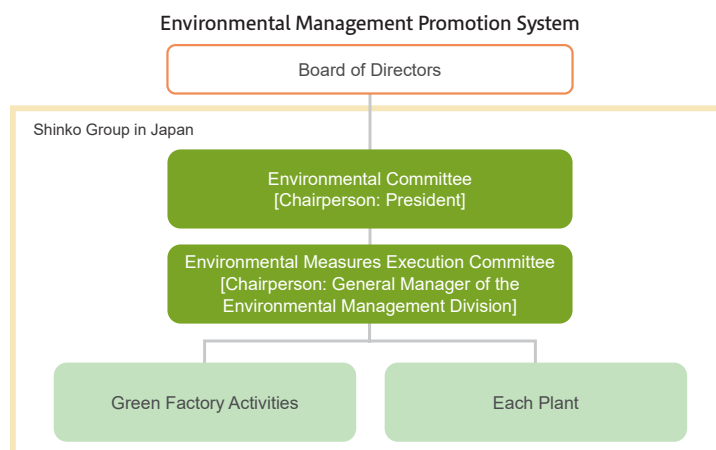 Environmental Management Promotion System
Board of Directors
Shinko Group in Japan
Environmental Committee
[Chairperson: President]
Environmental Measures Execution Committee
[Chairperson: General Manager of the
Environmental Management Division]
Green Factory Activities
Each Plant